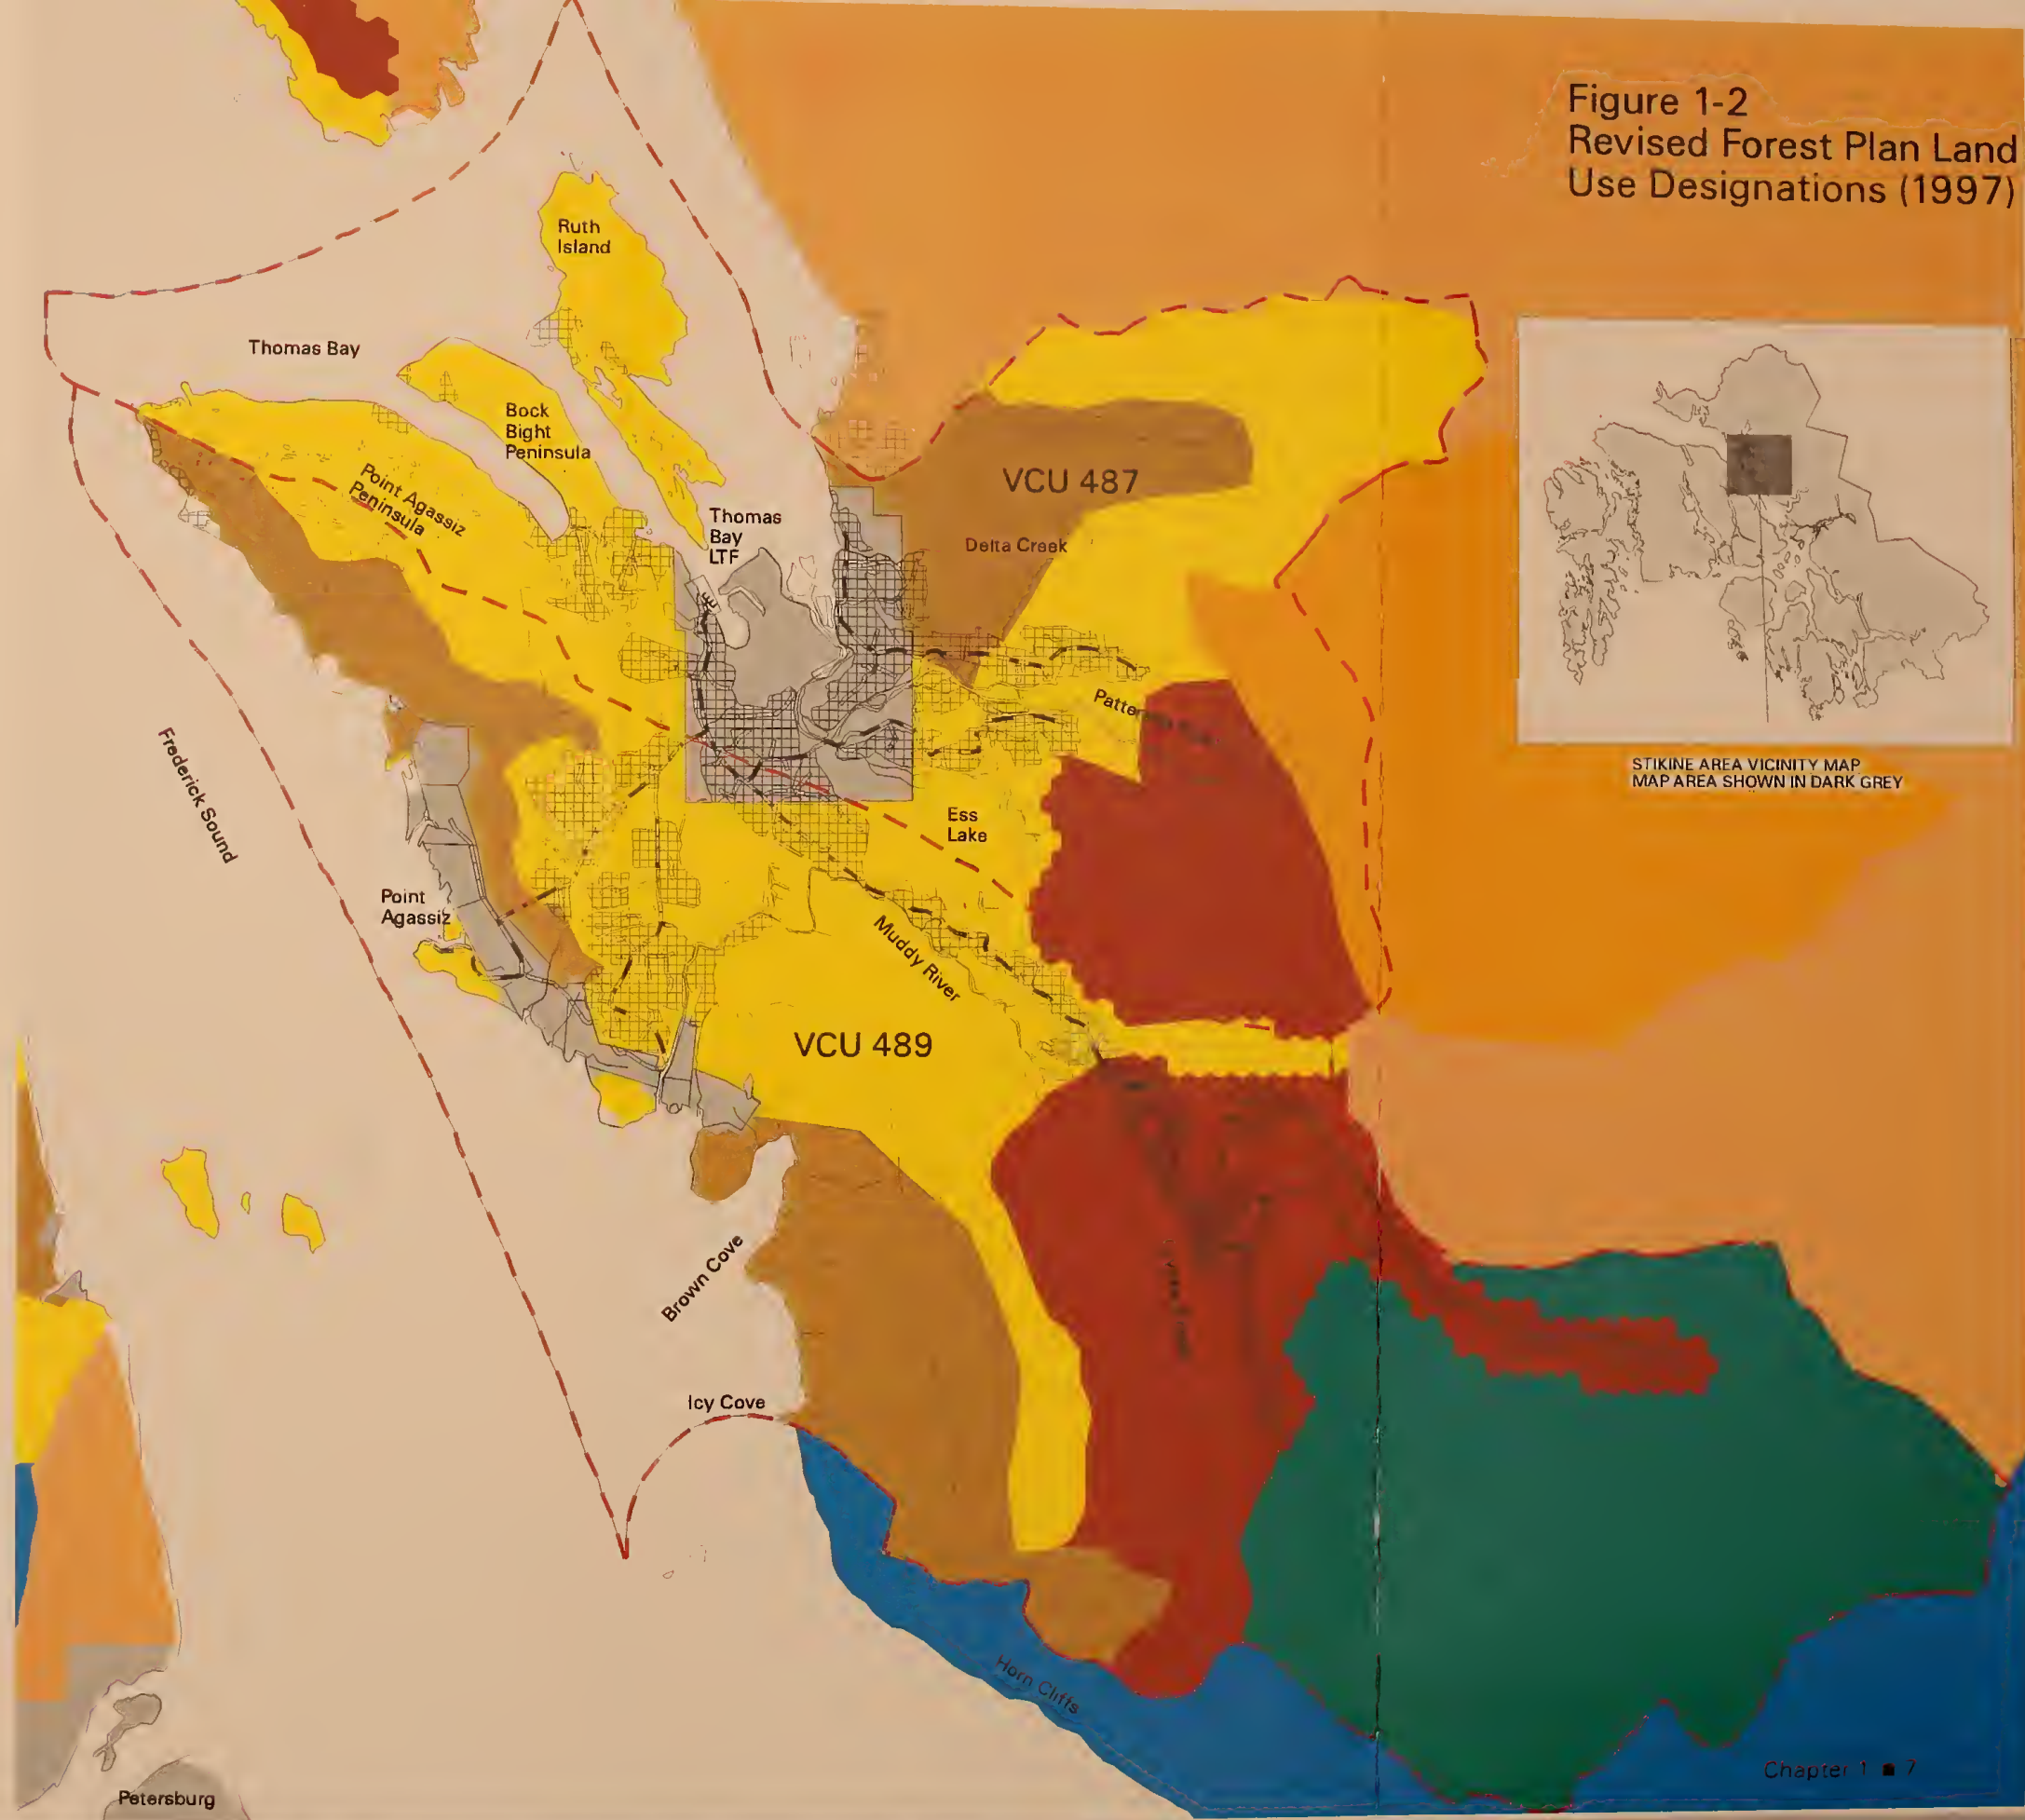 Figure 1-2
Revised Forest Plan Land
Use Designations (1997)
Ruth
Island
Thomas Bay
Bock
Bight
Peninsula
Point Agassiz
Peninsula
VCU 487
Thomas
Bay
LTF
Delta Creek
Frederick Sound
STIKINE AREA VICINITY MAP
MAP AREA SHOWN IN DARK GREY
Ess
Lake
Point
Agassiz
Muddy River
VCU 489
Brown Cove
Icy Cove
Horn Cliffs
Chapter 1 ■ 7
Petersburg